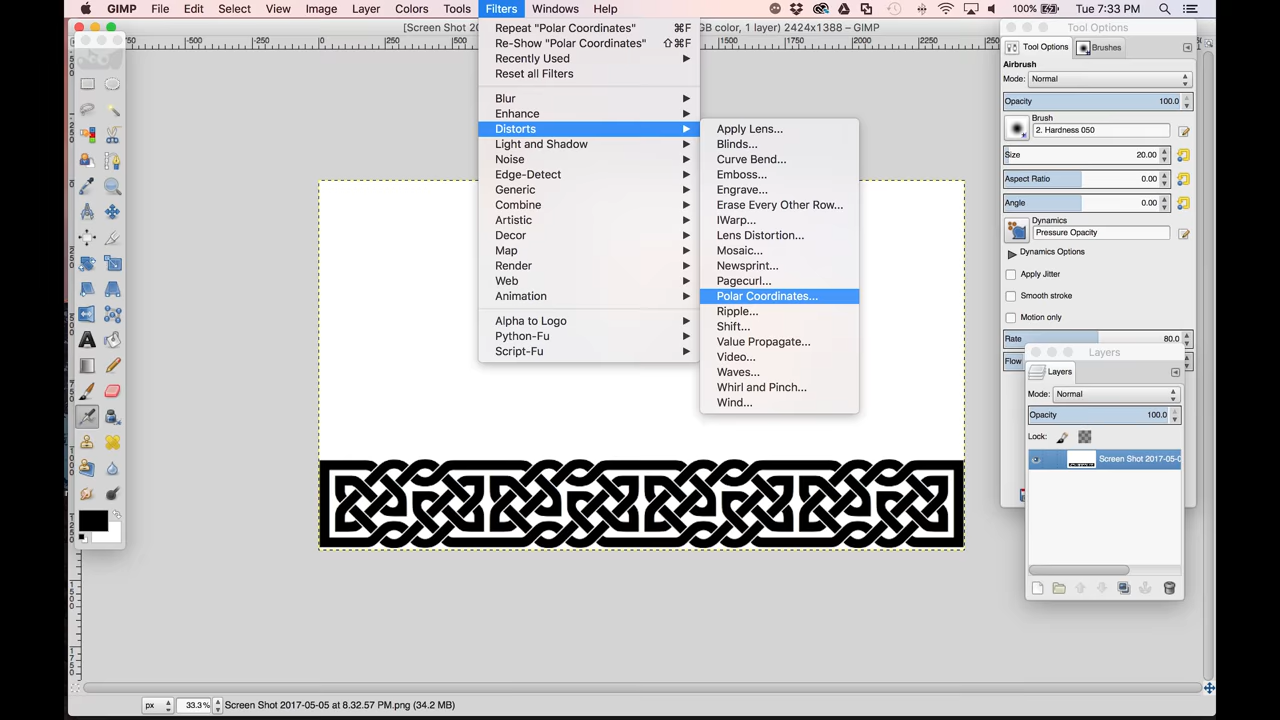 GIMP File Edit Select View Image Layer Colors Tools Filters Windows Help
100% Tue 7:33 PM
[Screen Shot 20
GB color, 1 layer) 2424x1388 – GIMP
Repeat "Polar Coordinates" ⌘F
Re-Show "Polar Coordinates" ⇧⌘F
Recently Used
Reset all Filters
Blur
Enhance
Distorts
Light and Shadow
Noise
Edge-Detect
Generic
Combine
Artistic
Decor
Map
Render
Web
Animation
Alpha to Logo
Python-Fu
Script-Fu
Apply Lens...
Blinds...
Curve Bend...
Emboss...
Engrave...
Erase Every Other Row...
IWarp...
Lens Distortion...
Mosaic...
Newsprint...
Pagecurl...
Polar Coordinates...
Ripple...
Shift...
Value Propagate...
Video...
Waves...
Whirl and Pinch...
Wind...
Tool Options
Tool Options Brushes
Airbrush
Mode: Normal
Opacity 100.0
Brush
2. Hardness 050
Size 20.00
Aspect Ratio 0.00
Angle 0.00
Dynamics
Pressure Opacity
Dynamics Options
Apply Jitter
Smooth stroke
Motion only
Rate 80.0
Flow
Layers
Layers
Mode: Normal
Opacity 100.0
Lock:
Screen Shot 2017-05-0
px 33.3% Screen Shot 2017-05-05 at 8.32.57 PM.png (34.2 MB)